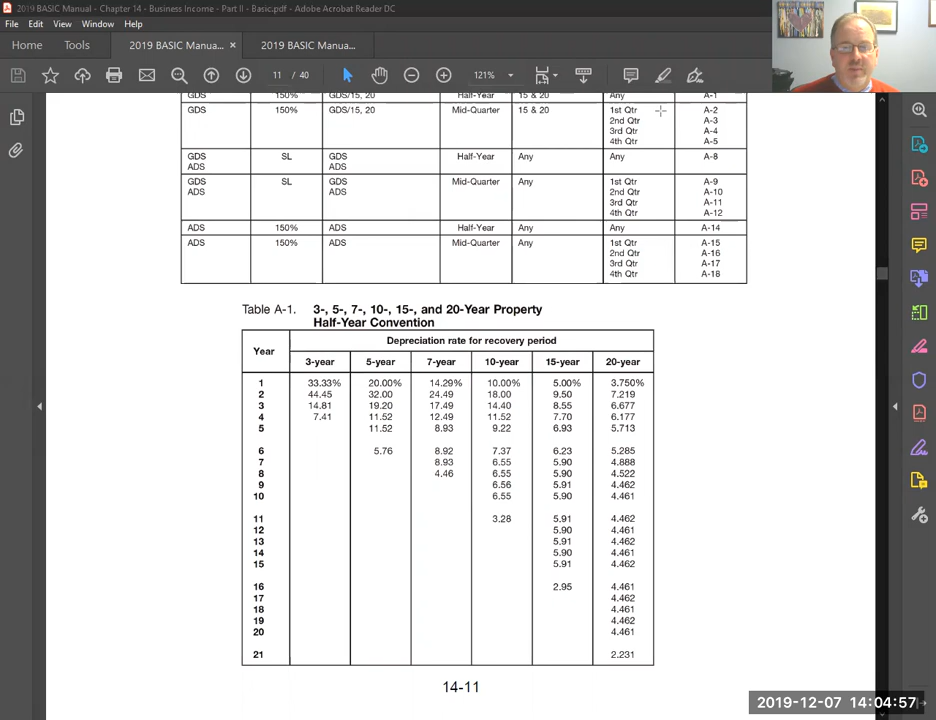 2019 BASIC Manual - Chapter 14 - Business Income - Part II - Basic.pdf - Adobe Acrobat Reader DC
File Edit View Window Help
Home Tools 2019 BASIC Manua... × 2019 BASIC Manua...
11 / 40 121%
GDS 150% GDS/15, 20 Half-Year 15 & 20 Any A-1
GDS 150% GDS/15, 20 Mid-Quarter 15 & 20 1st Qtr A-2
2nd Qtr A-3
3rd Qtr A-4
4th Qtr A-5
GDS SL GDS Half-Year Any Any A-8
ADS ADS
GDS SL GDS Mid-Quarter Any 1st Qtr A-9
ADS ADS 2nd Qtr A-10
3rd Qtr A-11
4th Qtr A-12
ADS 150% ADS Half-Year Any Any A-14
ADS 150% ADS Mid-Quarter Any 1st Qtr A-15
2nd Qtr A-16
3rd Qtr A-17
4th Qtr A-18
Table A-1. 3-, 5-, 7-, 10-, 15-, and 20-Year Property
Half-Year Convention
Year Depreciation rate for recovery period
3-year 5-year 7-year 10-year 15-year 20-year
1 33.33% 20.00% 14.29% 10.00% 5.00% 3.750%
2 44.45 32.00 24.49 18.00 9.50 7.219
3 14.81 19.20 17.49 14.40 8.55 6.677
4 7.41 11.52 12.49 11.52 7.70 6.177
5 11.52 8.93 9.22 6.93 5.713
6 5.76 8.92 7.37 6.23 5.285
7 8.93 6.55 5.90 4.888
8 4.46 6.55 5.90 4.522
9 6.56 5.91 4.462
10 6.55 5.90 4.461
11 3.28 5.91 4.462
12 5.90 4.461
13 5.91 4.462
14 5.90 4.461
15 5.91 4.462
16 2.95 4.461
17 4.462
18 4.461
19 4.462
20 4.461
21 2.231
14-11
2019-12-07 14:04:57